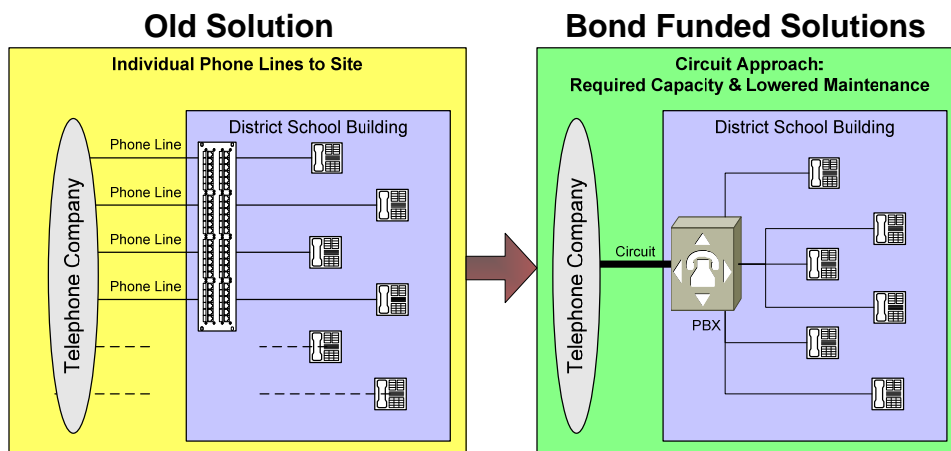 Old Solution
Individual Phone Lines to Site
District School Building
Telephone Company
Phone Line
Phone Line
Phone Line
Phone Line
Bond Funded Solutions
Circuit Approach:
Required Capacity & Lowered Maintenance
District School Building
Telephone Company
Circuit
PBX